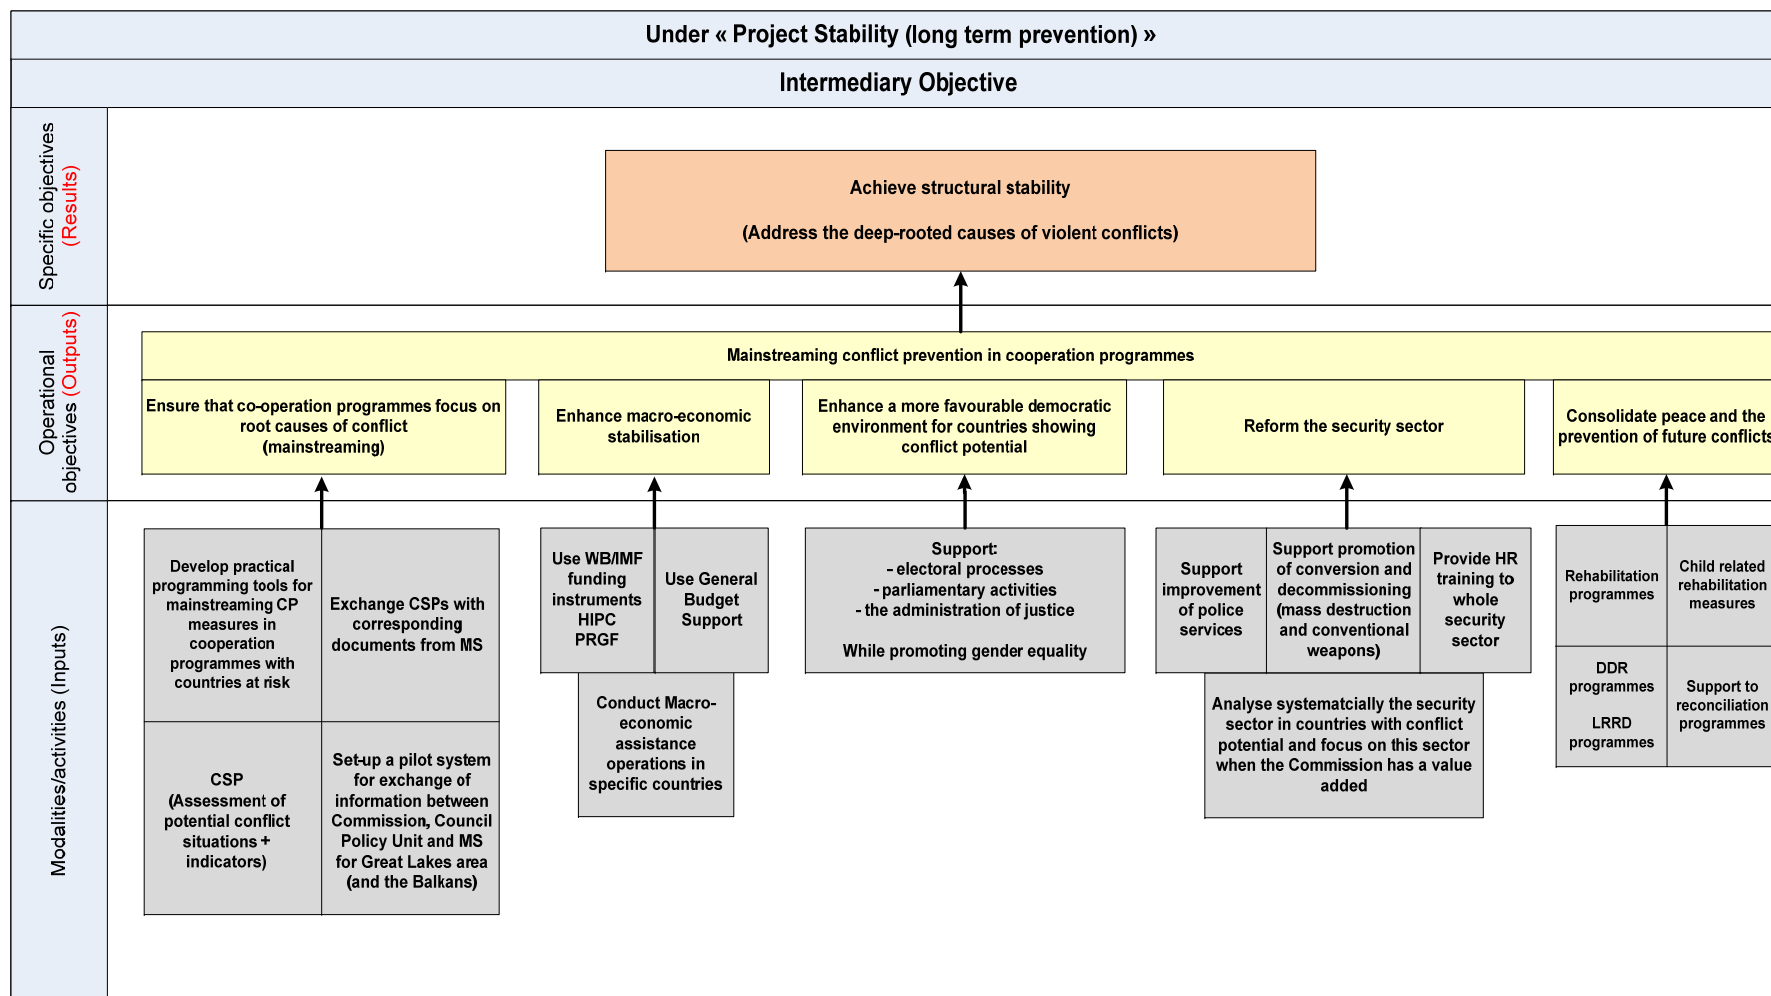 Under « Project Stability (long term prevention) »
Intermediary Objective
Specific objectives
(Results)
Achieve structural stability
(Address the deep-rooted causes of violent conflicts)
Operational
objectives (Outputs)
Mainstreaming conflict prevention in cooperation programmes
Ensure that co-operation programmes focus on
root causes of conflict
(mainstreaming)
Enhance macro-economic
stabilisation
Enhance a more favourable democratic
environment for countries showing
conflict potential
Reform the security sector
Consolidate peace and the
prevention of future conflicts
Modalities/activities (Inputs)
Develop practical
programming tools for
mainstreaming CP
measures in
cooperation
programmes with
countries at risk
Exchange CSPs with
corresponding
documents from MS
CSP
(Assessment of
potential conflict
situations +
indicators)
Set-up a pilot system
for exchange of
information between
Commission, Council
Policy Unit and MS
for Great Lakes area
(and the Balkans)
Use WB/IMF
funding
instruments
HIPC
PRGF
Use General
Budget
Support
Conduct Macro-
economic
assistance
operations in
specific countries
Support:
- electoral processes
- parliamentary activities
- the administration of justice
While promoting gender equality
Support
improvement
of police
services
Support promotion
of conversion and
decommissioning
(mass destruction
and conventional
weapons)
Provide HR
training to
whole
security
sector
Analyse systematcially the security
sector in countries with conflict
potential and focus on this sector
when the Commission has a value
added
Rehabilitation
programmes
Child related
rehabilitation
measures
DDR
programmes
LRRD
programmes
Support to
reconciliation
programmes